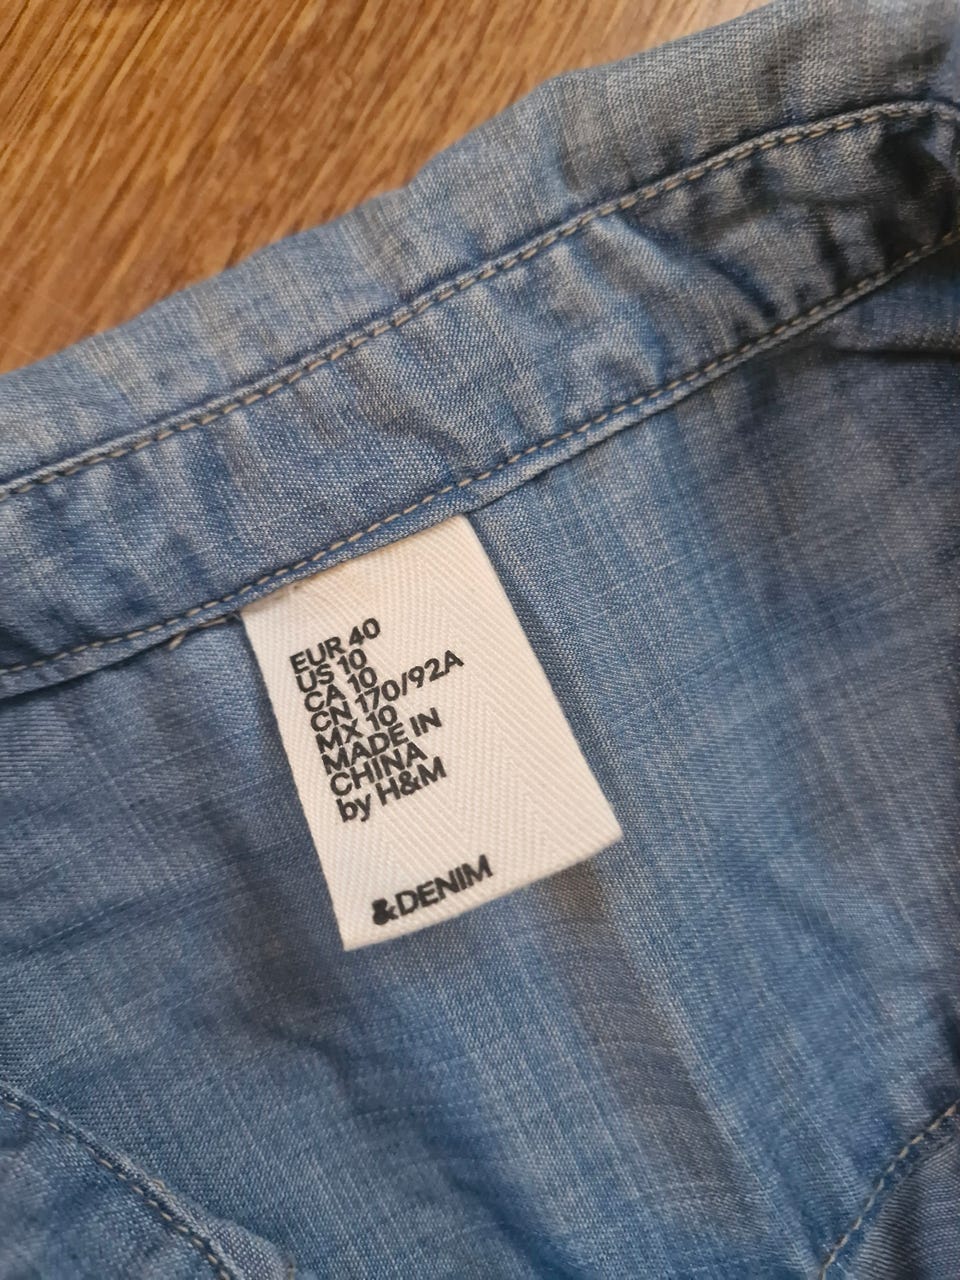 EUR 40
US 10
CA 10
CN 170/92A
MX 10
MADE IN
CHINA
by H&M
&DENIM